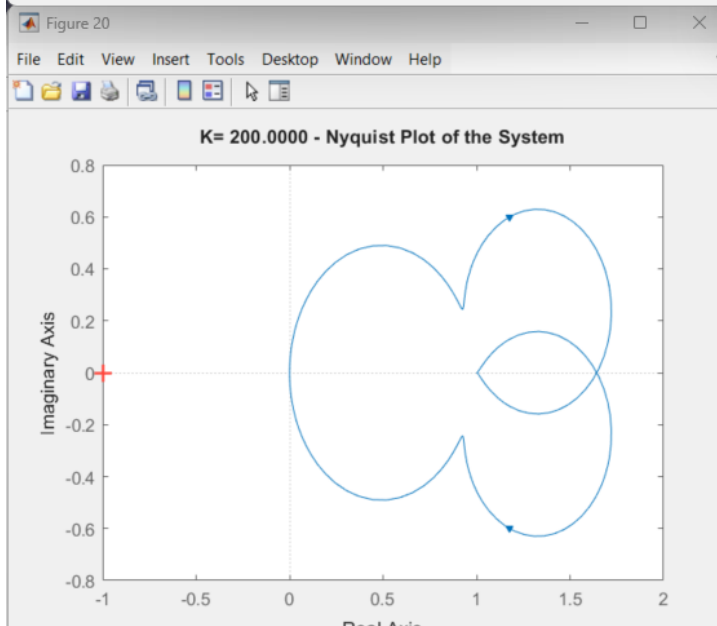 Figure 20
File Edit View Insert Tools Desktop Window Help
K= 200.0000 - Nyquist Plot of the System
0.8
0.6
0.4
0.2
0
-0.2
-0.4
-0.6
-0.8
Imaginary Axis
-1 -0.5 0 0.5 1 1.5 2
Real Axis